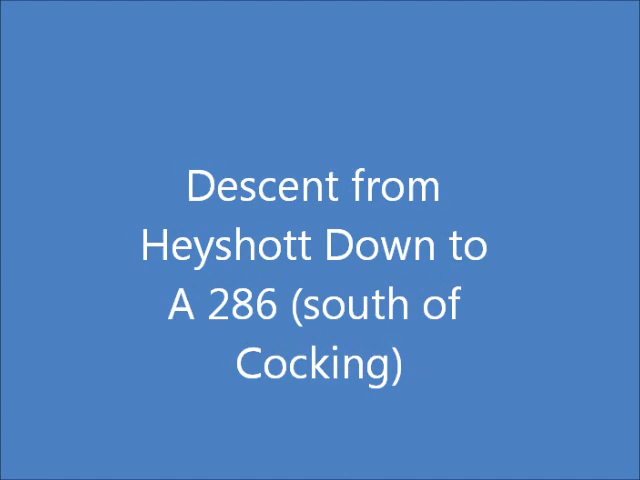 Descent from
Heyshott Down to
A 286 (south of
Cocking)